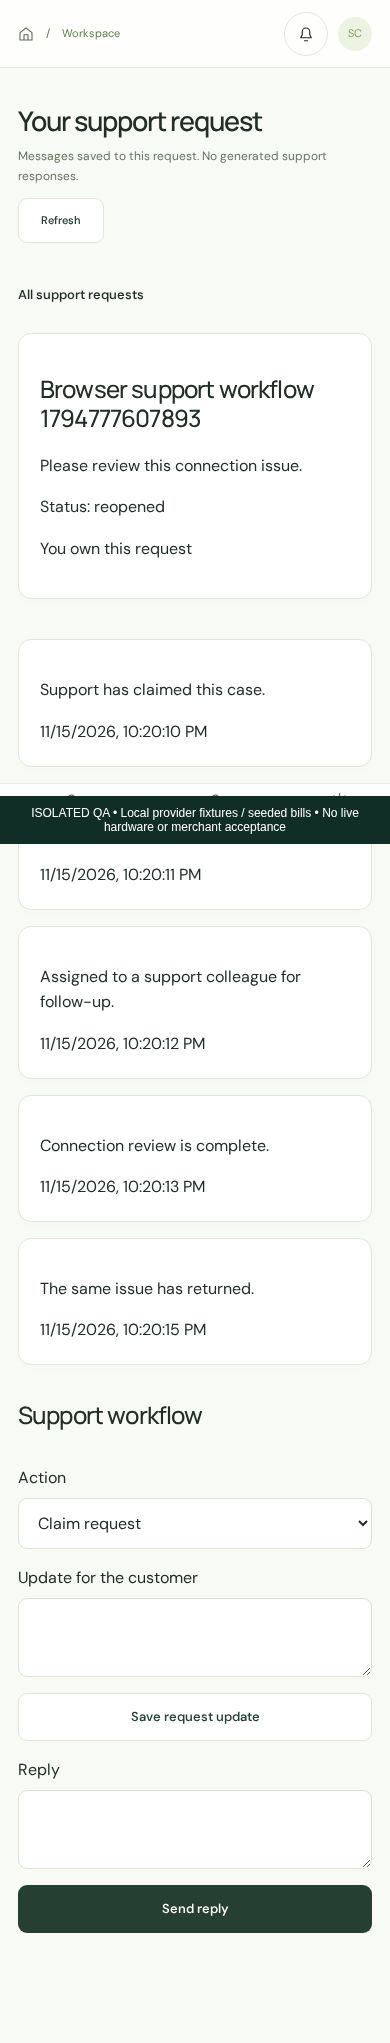 / Workspace
SC
Your support request
Messages saved to this request. No generated support
responses.
Refresh
All support requests
Browser support workflow
1794777607893
Please review this connection issue.
Status: reopened
You own this request
Support has claimed this case.
11/15/2026, 10:20:10 PM
ISOLATED QA • Local provider fixtures / seeded bills • No live
hardware or merchant acceptance
11/15/2026, 10:20:11 PM
Assigned to a support colleague for
follow-up.
11/15/2026, 10:20:12 PM
Connection review is complete.
11/15/2026, 10:20:13 PM
The same issue has returned.
11/15/2026, 10:20:15 PM
Support workflow
Action
Claim request
Update for the customer
Save request update
Reply
Send reply